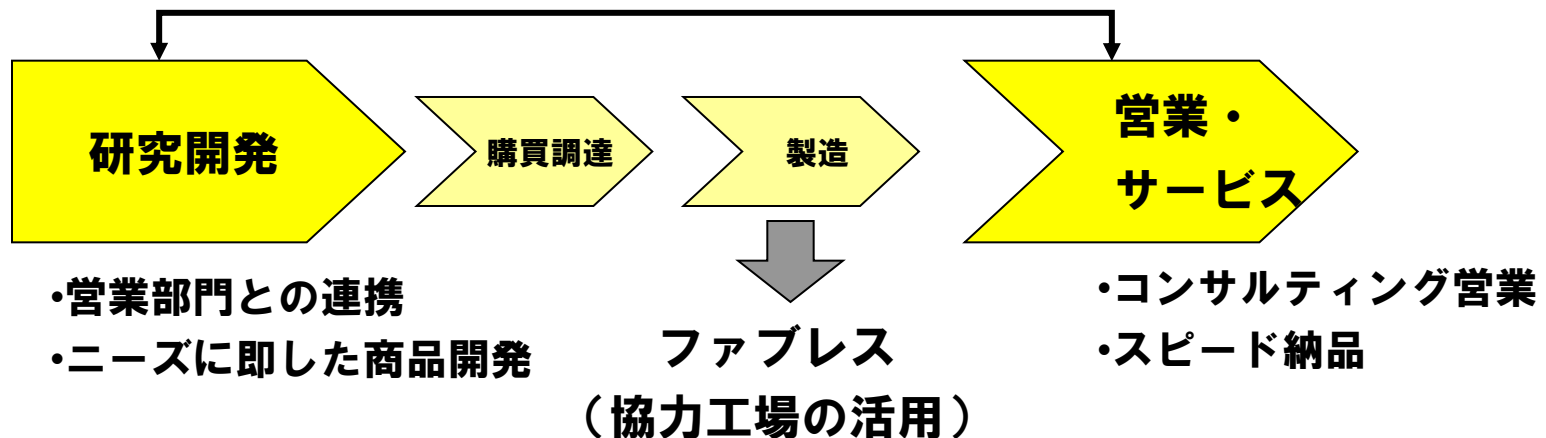 研究開発
購買調達
製造
営業・
サービス
・営業部門との連携
・ニーズに即した商品開発
ファブレス
（協力工場の活用）
・コンサルティング営業
・スピード納品